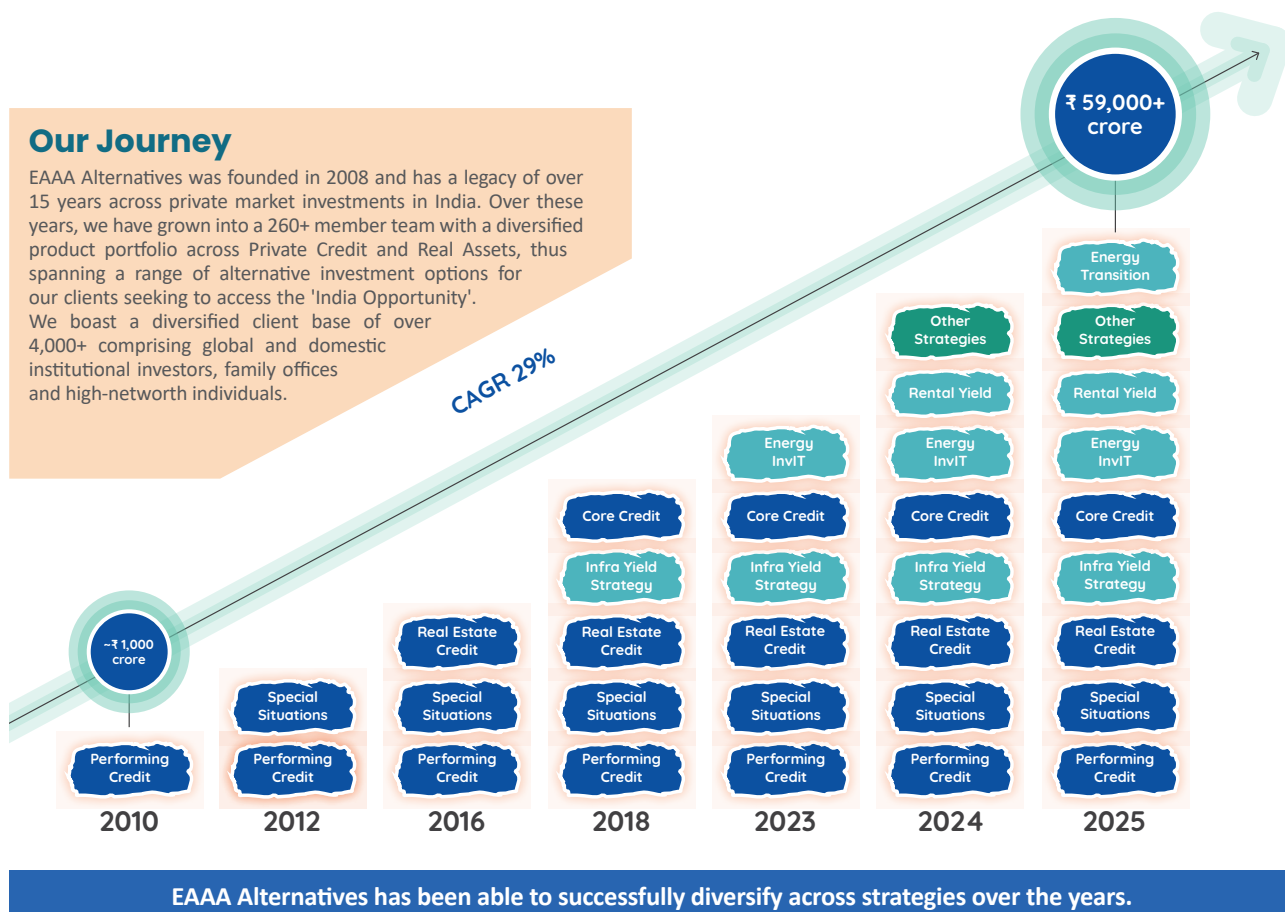 ₹ 59,000+
crore
Our Journey
EAAA Alternatives was founded in 2008 and has a legacy of over
15 years across private market investments in India. Over these
years, we have grown into a 260+ member team with a diversified
product portfolio across Private Credit and Real Assets, thus
spanning a range of alternative investment options for
our clients seeking to access the 'India Opportunity'.
We boast a diversified client base of over
4,000+ comprising global and domestic
institutional investors, family offices
and high-networth individuals.
CAGR 29%
~₹ 1,000
crore
Performing
Credit
2010
Special
Situations
Performing
Credit
2012
Real Estate
Credit
Special
Situations
Performing
Credit
2016
Core Credit
Infra Yield
Strategy
Real Estate
Credit
Special
Situations
Performing
Credit
2018
Energy
InvIT
Core Credit
Infra Yield
Strategy
Real Estate
Credit
Special
Situations
Performing
Credit
2023
Other
Strategies
Rental Yield
Energy
InvIT
Core Credit
Infra Yield
Strategy
Real Estate
Credit
Special
Situations
Performing
Credit
2024
Energy
Transition
Other
Strategies
Rental Yield
Energy
InvIT
Core Credit
Infra Yield
Strategy
Real Estate
Credit
Special
Situations
Performing
Credit
2025
EAAA Alternatives has been able to successfully diversify across strategies over the years.